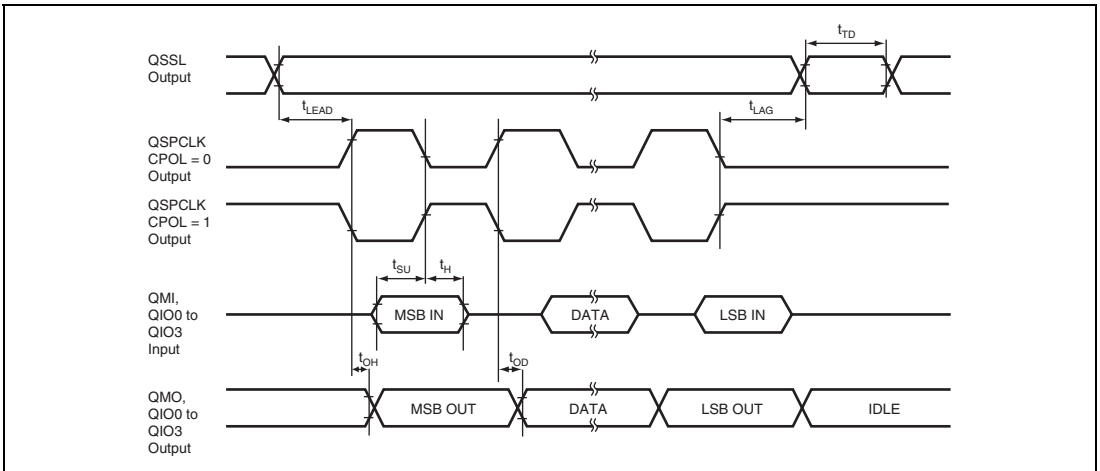 QSSL
Output
tTD
tLEAD
tLAG
QSPCLK
CPOL = 0
Output
QSPCLK
CPOL = 1
Output
tSU
tH
QMI,
QIO0 to
QIO3
Input
MSB IN
DATA
LSB IN
tOH
tOD
QMO,
QIO0 to
QIO3
Output
MSB OUT
DATA
LSB OUT
IDLE